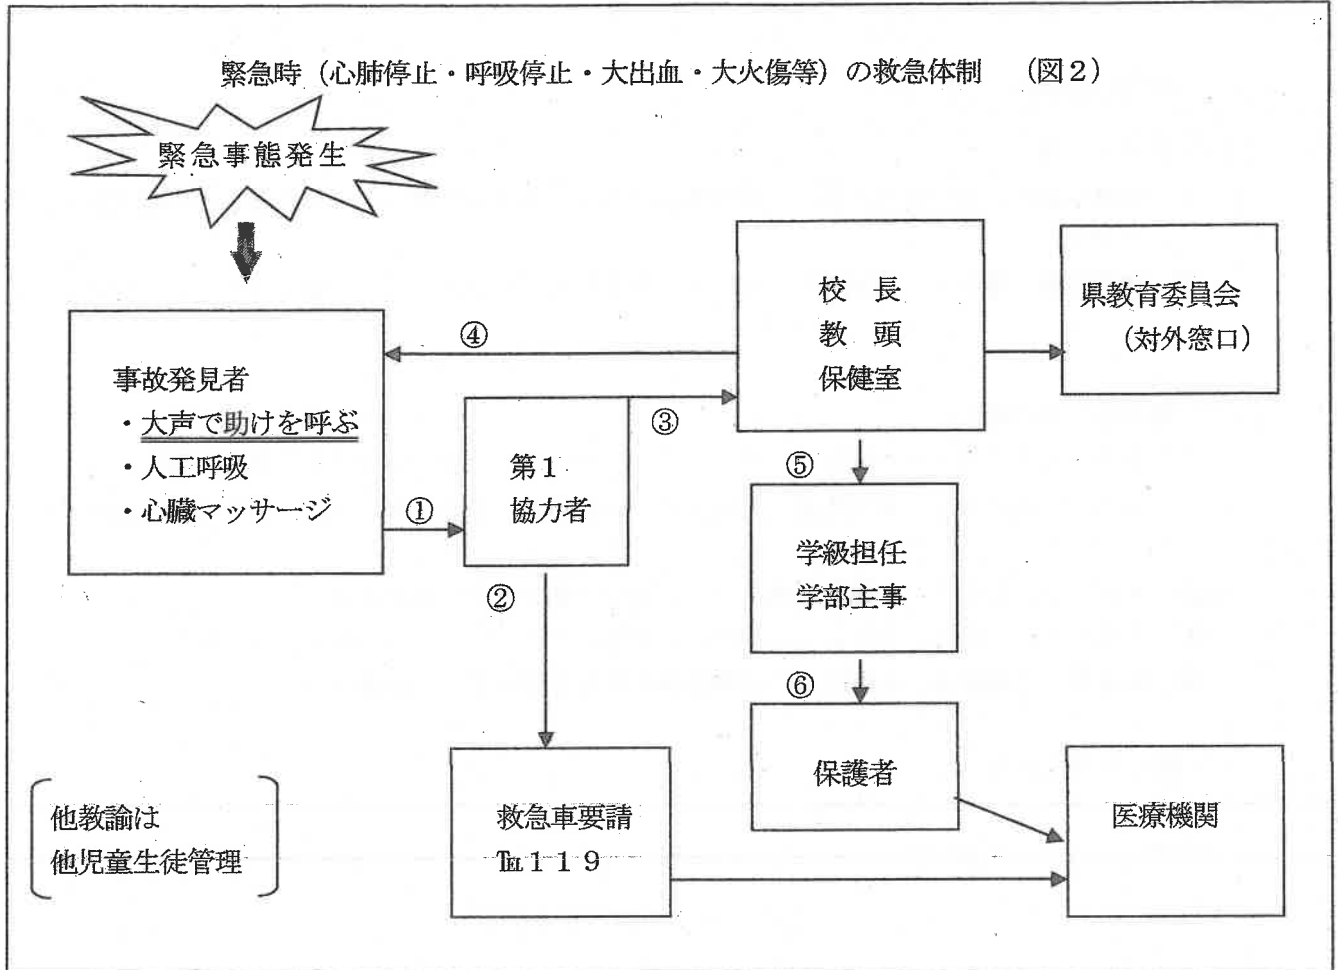 緊急時（心肺停止・呼吸停止・大出血・大火傷等）の救急体制　（図２）
緊急事態発生
校　長
教　頭
保健室
県教育委員会
（対外窓口）
④
事故発見者
・大声で助けを呼ぶ
・人工呼吸
・心臓マッサージ
①
第１
協力者
③
②
⑤
学級担任
学部主事
⑥
保護者
他教諭は
他児童生徒管理
救急車要請
℡１１９
医療機関